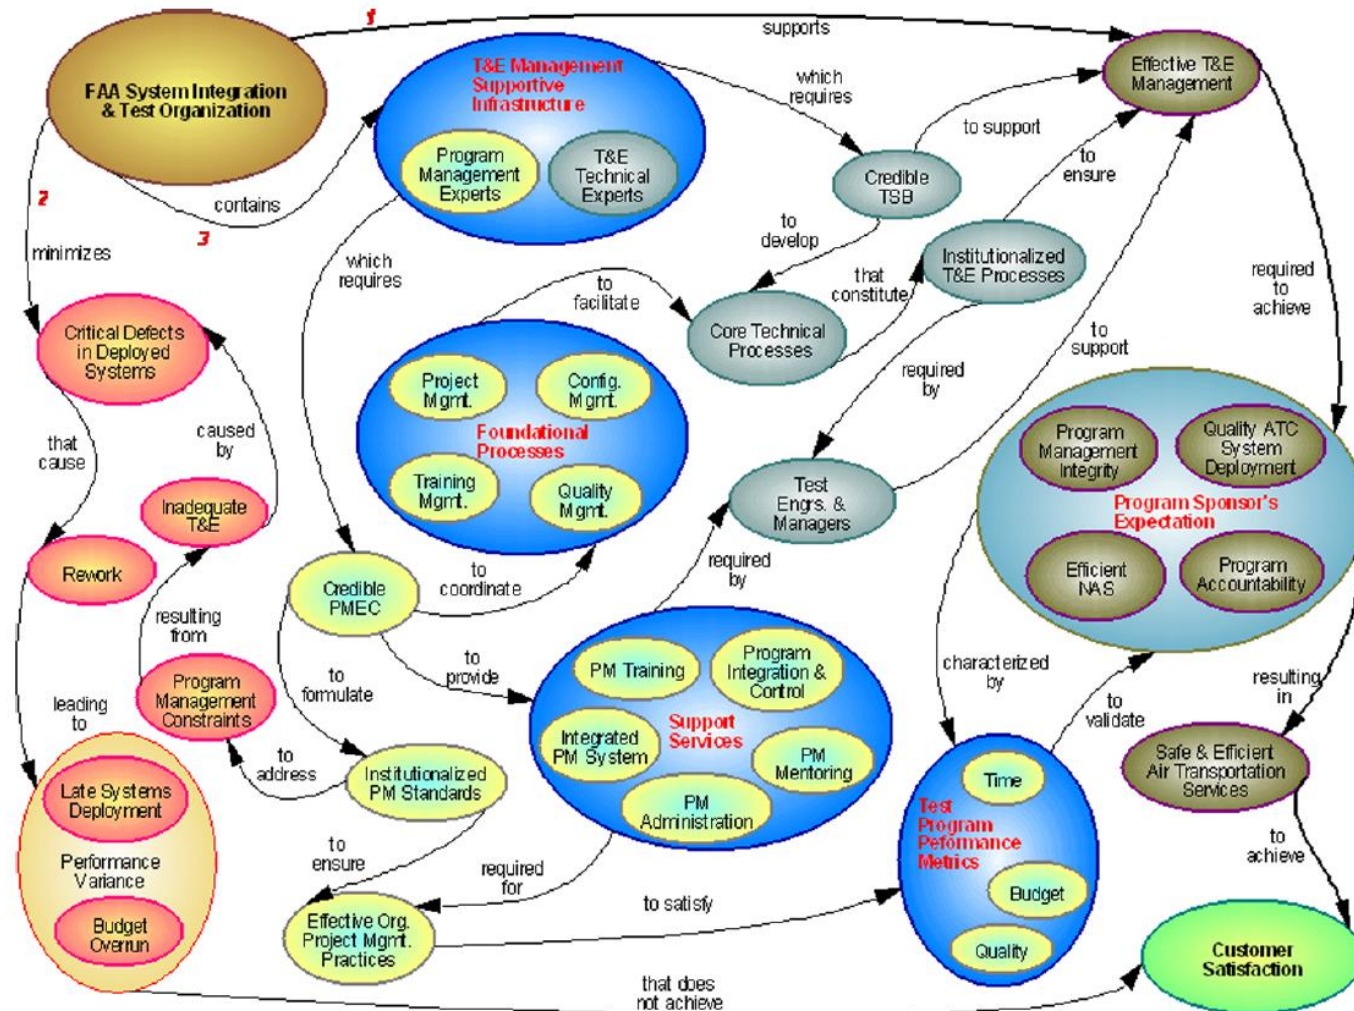 1
supports
FAA System Integration
& Test Organization
T&E Management
Supportive
Infrastructure
Program
Management
Experts
T&E
Technical
Experts
which
requires
Effective T&E
Management
to support
to
ensure
Credible
TSB
2
contains
3
minimizes
which
requires
to
develop
Institutionalized
T&E Processes
that
constitute
required
to
achieve
to
facilitate
Core Technical
Processes
to
support
Critical Defects
in Deployed
Systems
Project
Mgmt.
Config.
Mgmt.
Foundational
Processes
Training
Mgmt.
Quality
Mgmt.
required
by
that
cause
caused
by
Program
Management
Integrity
Quality ATC
System
Deployment
Program Sponsor's
Expectation
Efficient
NAS
Program
Accountability
Inadequate
T&E
Test
Engrs. &
Managers
Rework
Credible
PMEC
to
coordinate
required
by
resulting
from
Program
Management
Constraints
to
formulate
to
provide
PM Training
Program
Integration &
Control
Support
Services
Integrated
PM System
PM
Mentoring
PM
Administration
characterized
by
to
validate
resulting
in
leading
to
to
address
Institutionalized
PM Standards
Safe & Efficient
Air Transportation
Services
Late Systems
Deployment
Performance
Variance
Budget
Overrun
to
ensure
required
for
Time
Test
Program
Peformance
Metrics
Budget
Quality
to
achieve
Effective Org.
Project Mgmt.
Practices
to satisfy
Customer
Satisfaction
that does
not achieve